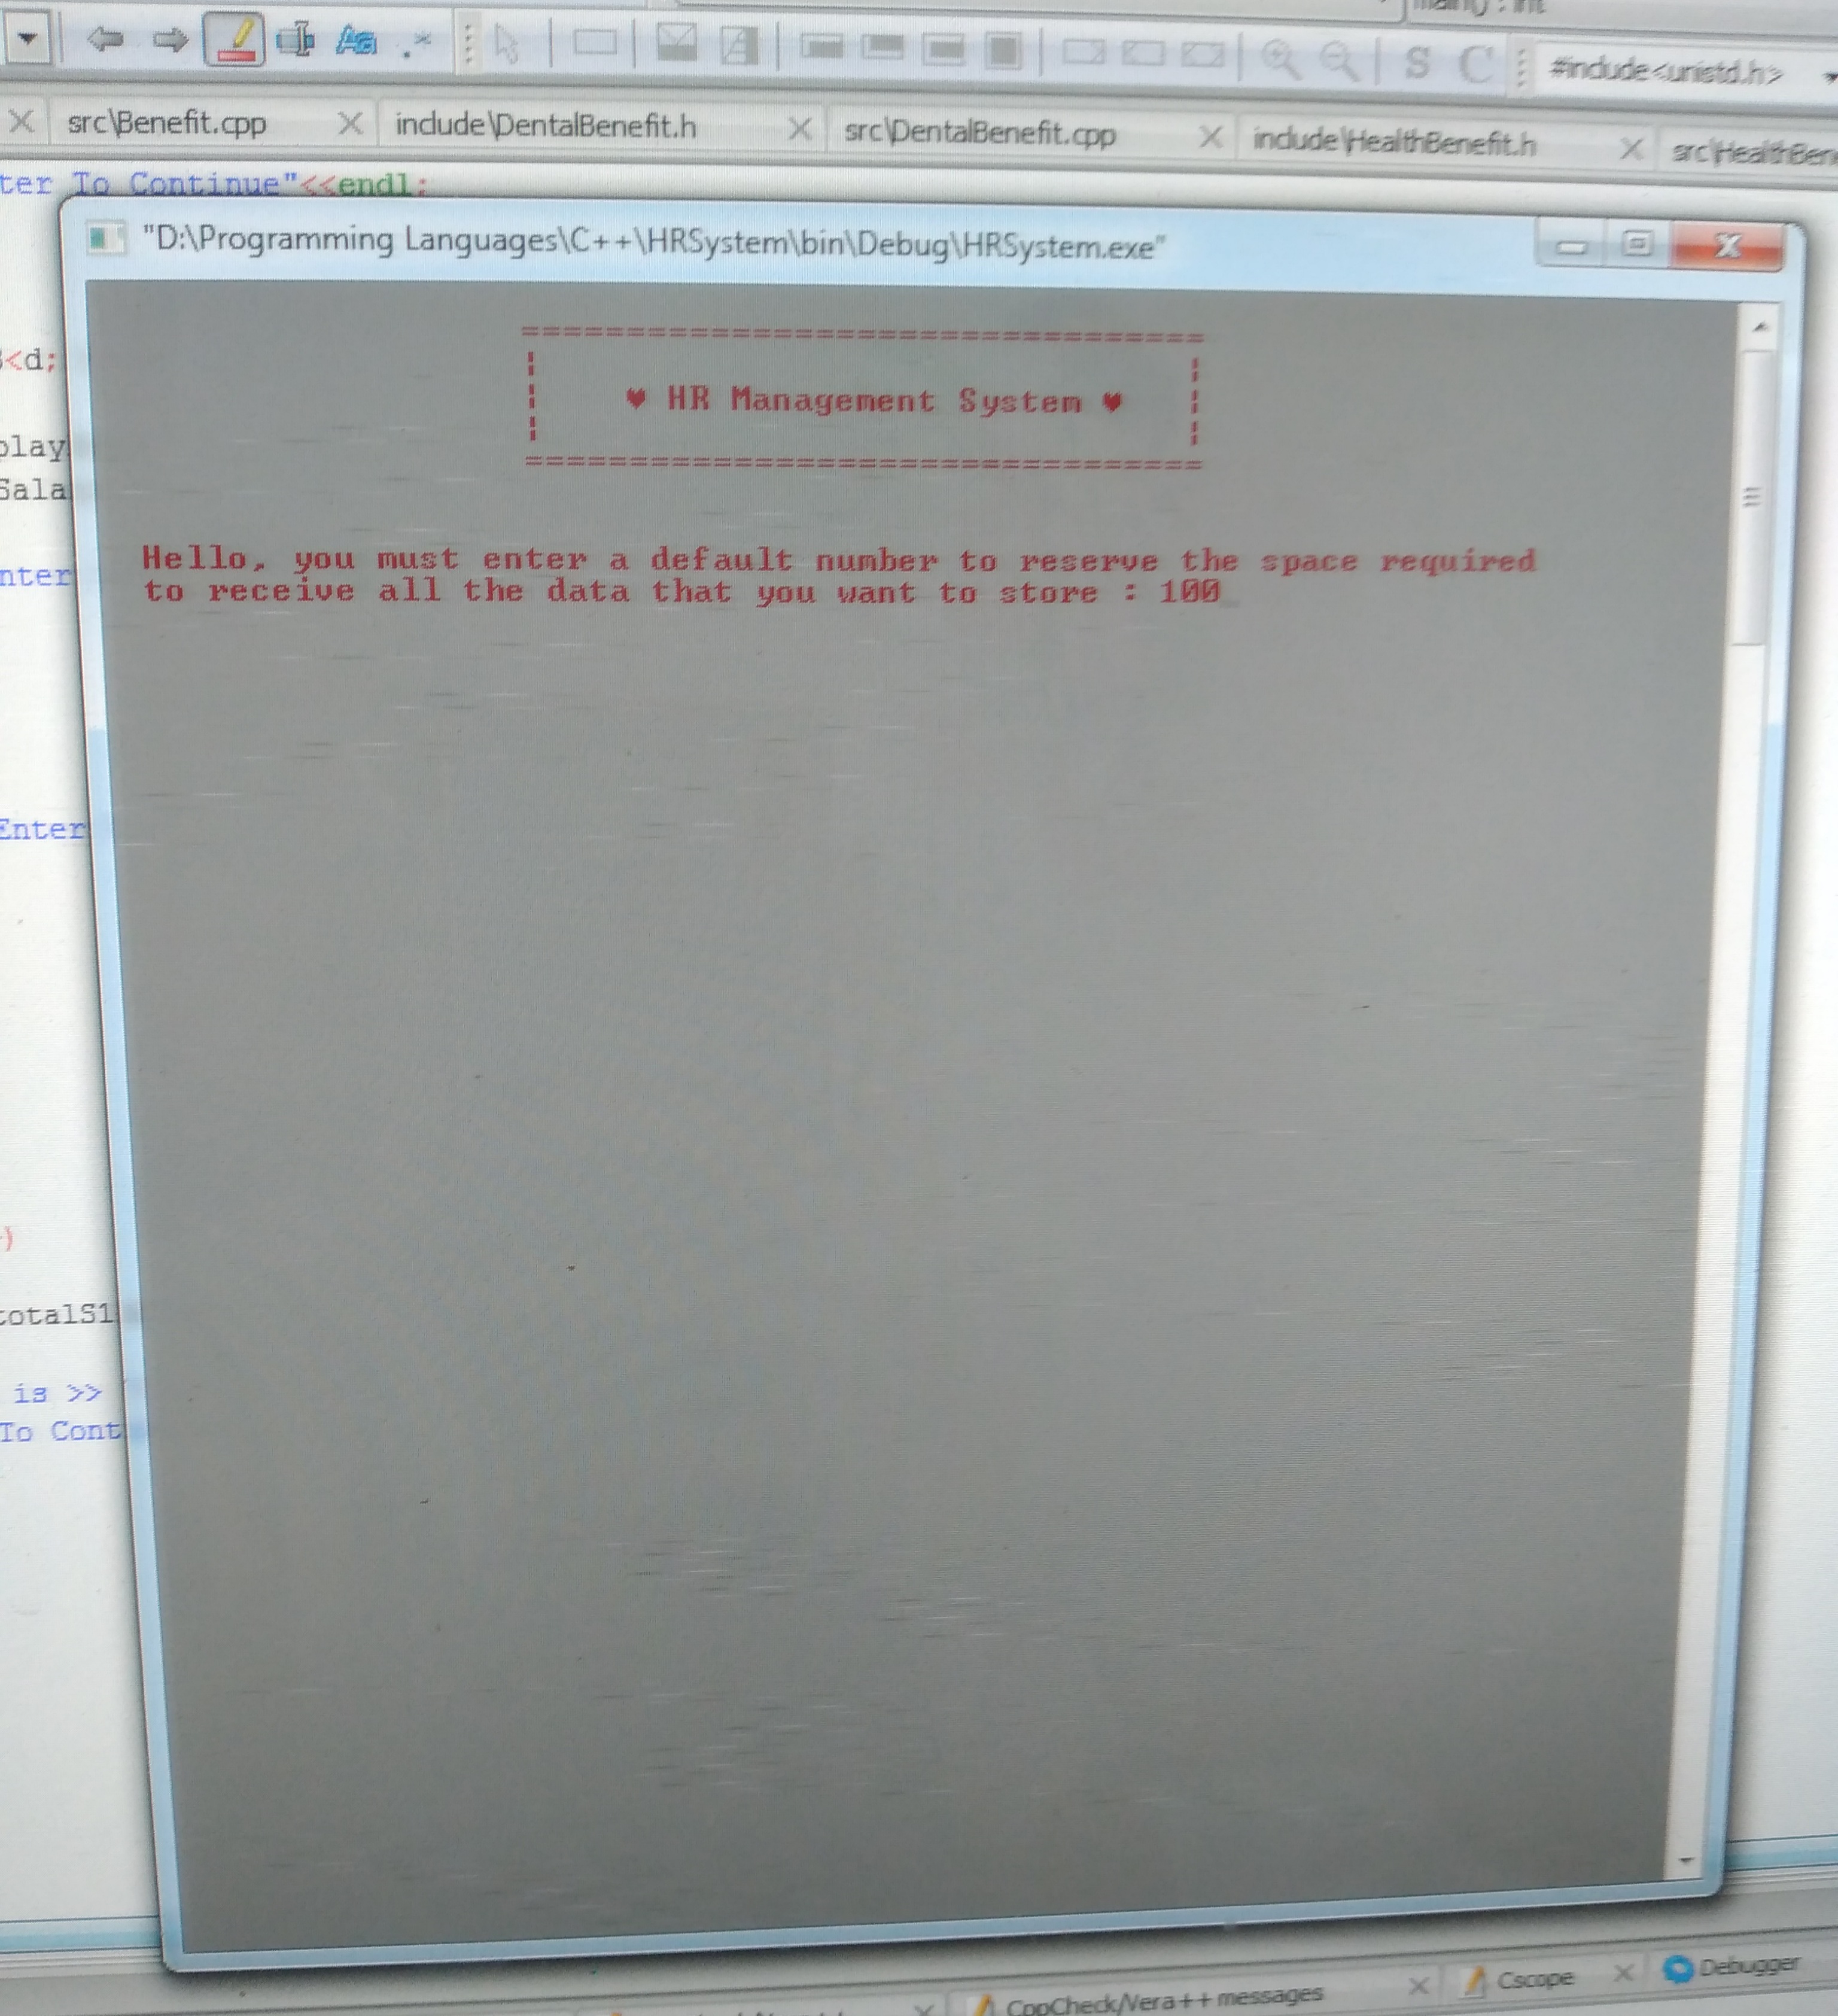 S C #include<unistd.h>
src\Benefit.cpp include\DentalBenefit.h src\DentalBenefit.cpp include\HealthBenefit.h src\HealthBen
ter To Continue"<<endl;
"D:\Programming Languages\C++\HRSystem\bin\Debug\HRSystem.exe"
================================
♥ HR Management System ♥
================================
<d;
play
Sala
Hello, you must enter a default number to reserve the space required
to receive all the data that you want to store : 100
nter
Enter
)
totalS1
is >>
To Cont
CppCheck/Vera++ messages Cscope Debugger